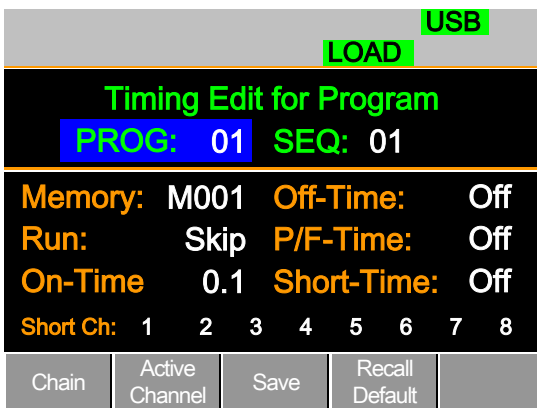 USB
LOAD
Timing Edit for Program
PROG: 01 SEQ: 01
Memory: M001 Off-Time: Off
Run: Skip P/F-Time: Off
On-Time 0.1 Short-Time: Off
Short Ch: 1 2 3 4 5 6 7 8
Chain Active Channel Save Recall Default